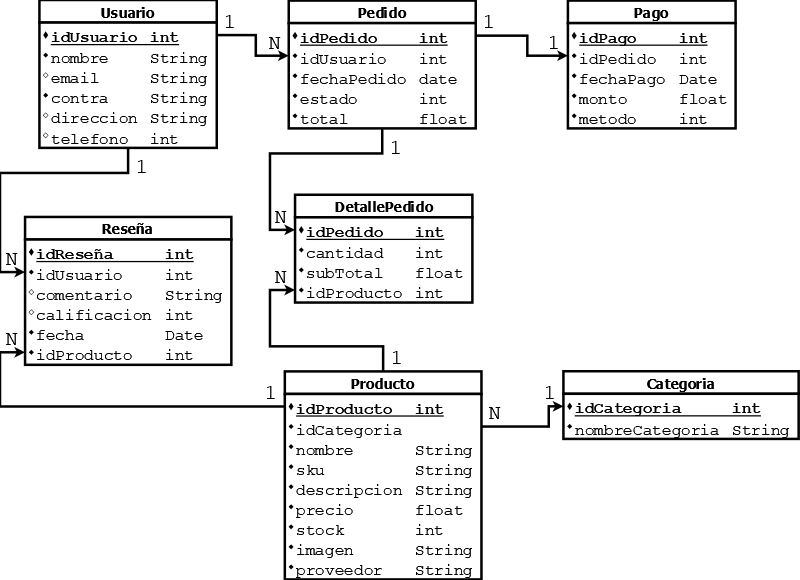 Usuario
idUsuario int
nombre String
email String
contra String
direccion String
telefono int
1
N
Pedido
idPedido int
idUsuario int
fechaPedido date
estado int
total float
1
1
Pago
idPago int
idPedido int
fechaPago Date
monto float
metodo int
1
N
Reseña
idReseña int
idUsuario int
comentario String
calificacion int
fecha Date
idProducto int
N
1
1
N
DetallePedido
idPedido int
cantidad int
subTotal float
idProducto int
N
1
Producto
idProducto int
idCategoria
nombre String
sku String
descripcion String
precio float
stock int
imagen String
proveedor String
N
1
Categoria
idCategoria int
nombreCategoria String